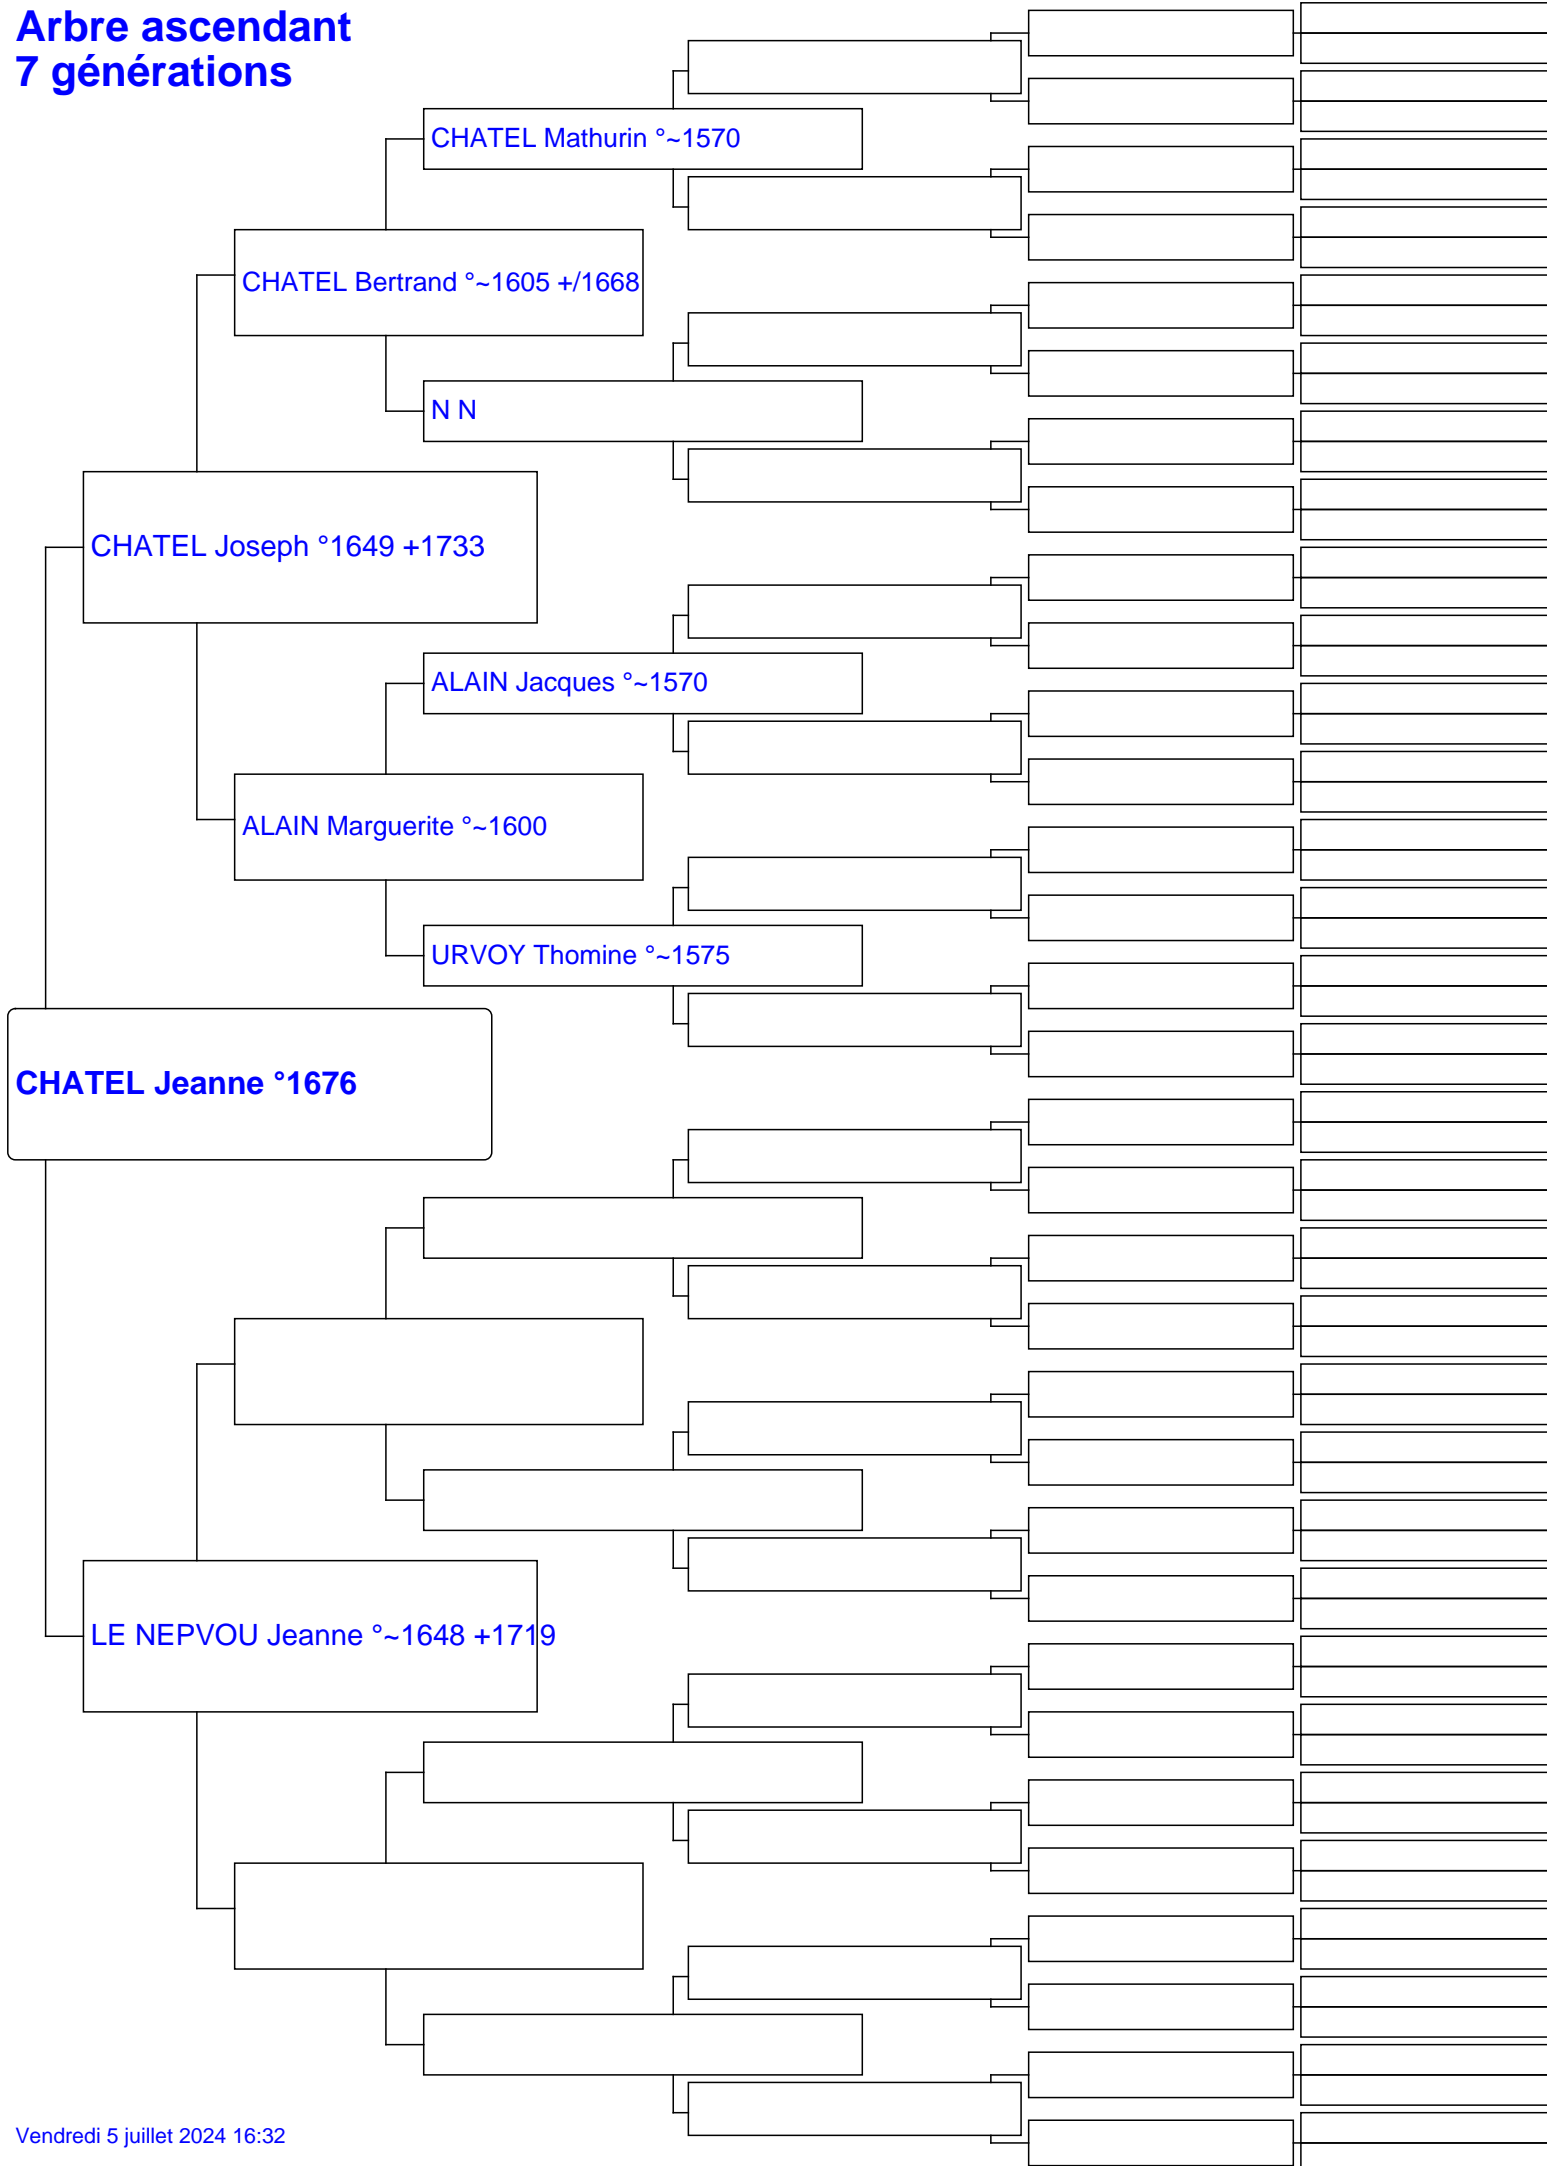 Arbre ascendant
7 générations
CHATEL Mathurin °~1570
CHATEL Bertrand °~1605 +/1668
N N
CHATEL Joseph °1649 +1733
ALAIN Jacques °~1570
ALAIN Marguerite °~1600
URVOY Thomine °~1575
CHATEL Jeanne °1676
LE NEPVOU Jeanne °~1648 +1719
Vendredi 5 juillet 2024 16:32